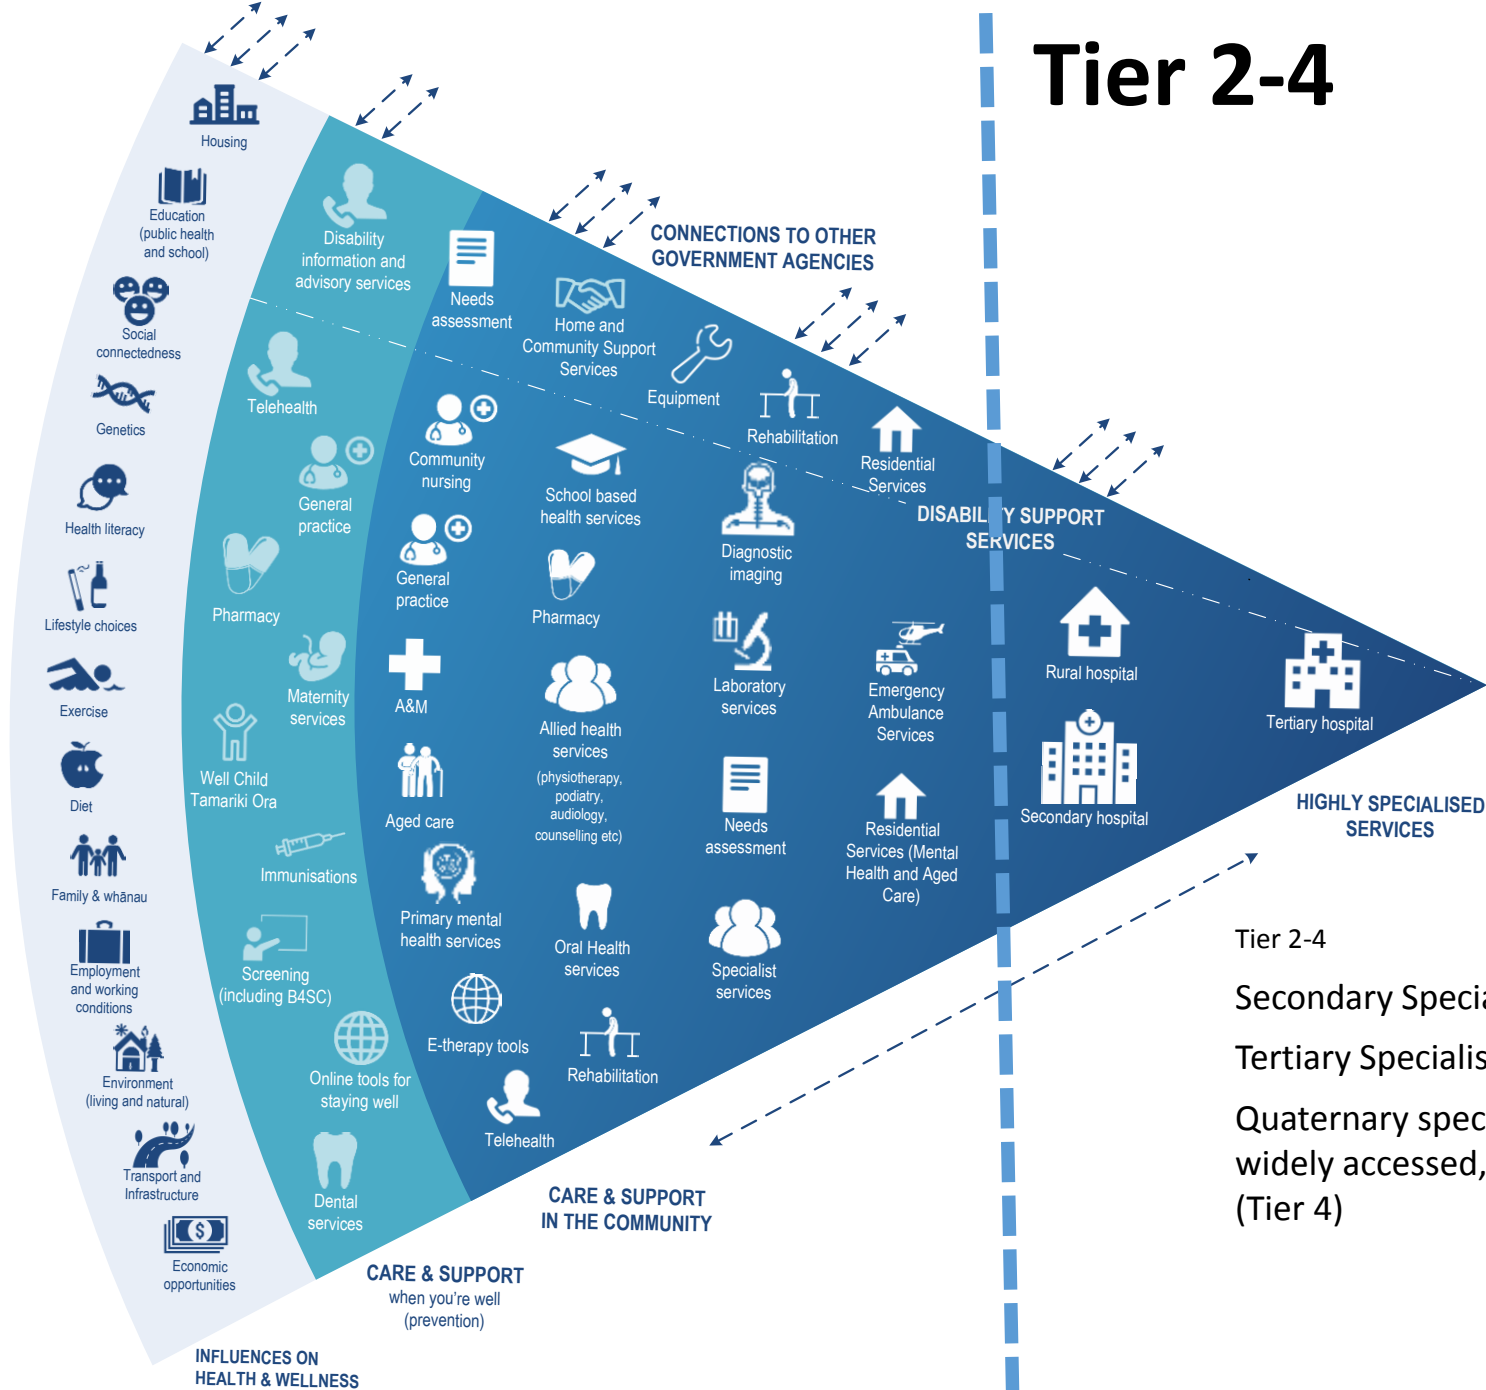 Tier 2-4
Housing
Education
(public health
and school)
Social
connectedness
Genetics
Health literacy
Lifestyle choices
Exercise
Diet
Family & whānau
Employment
and working
conditions
Environment
(living and natural)
Transport and
Infrastructure
Economic
opportunities
INFLUENCES ON
HEALTH & WELLNESS
Disability
information and
advisory services
Telehealth
General
practice
Pharmacy
Maternity
services
Well Child
Tamariki Ora
Immunisations
Screening
(including B4SC)
Online tools for
staying well
Dental
services
CARE & SUPPORT
when you're well
(prevention)
CONNECTIONS TO OTHER
GOVERNMENT AGENCIES
Needs
assessment
Home and
Community Support
Services
Equipment
Rehabilitation
Residential
Services
DISABILITY SUPPORT
SERVICES
Community
nursing
General
practice
A&M
Aged care
Primary mental
health services
E-therapy tools
Telehealth
School based
health services
Pharmacy
Allied health
services
(physiotherapy,
podiatry,
audiology,
counselling etc)
Oral Health
services
Rehabilitation
Diagnostic
imaging
Laboratory
services
Needs
assessment
Specialist
services
Emergency
Ambulance
Services
Residential
Services (Mental
Health and Aged
Care)
CARE & SUPPORT
IN THE COMMUNITY
Rural hospital
Secondary hospital
Tertiary hospital
HIGHLY SPECIALISED
SERVICES
Tier 2-4
Secondary
Tertiary
Quaternary
widely accessed,
(Tier 4)